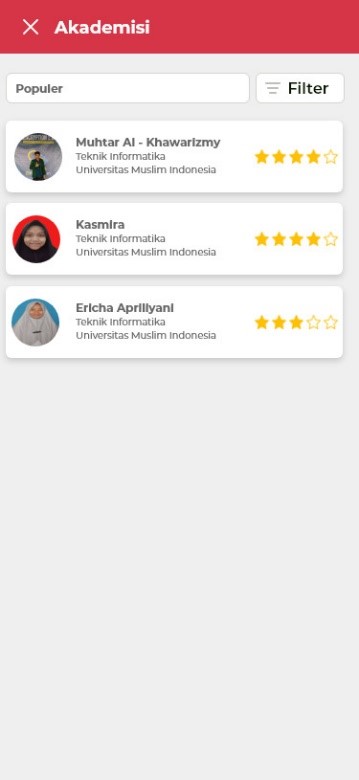 Akademisi
Populer
Filter
Muhtar Al - Khawarizmy
Teknik Informatika
Universitas Muslim Indonesia
Kasmira
Teknik Informatika
Universitas Muslim Indonesia
Ericha Apriliyani
Teknik Informatika
Universitas Muslim Indonesia